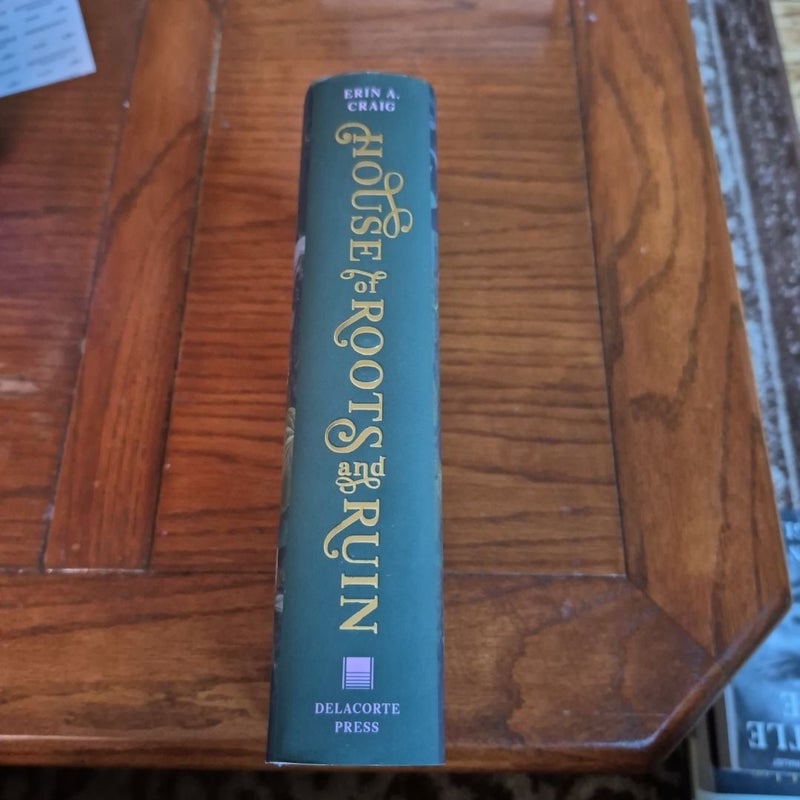 ERIN A.
CRAIG
HOUSE of ROOTS and RUIN
DELACORTE
PRESS